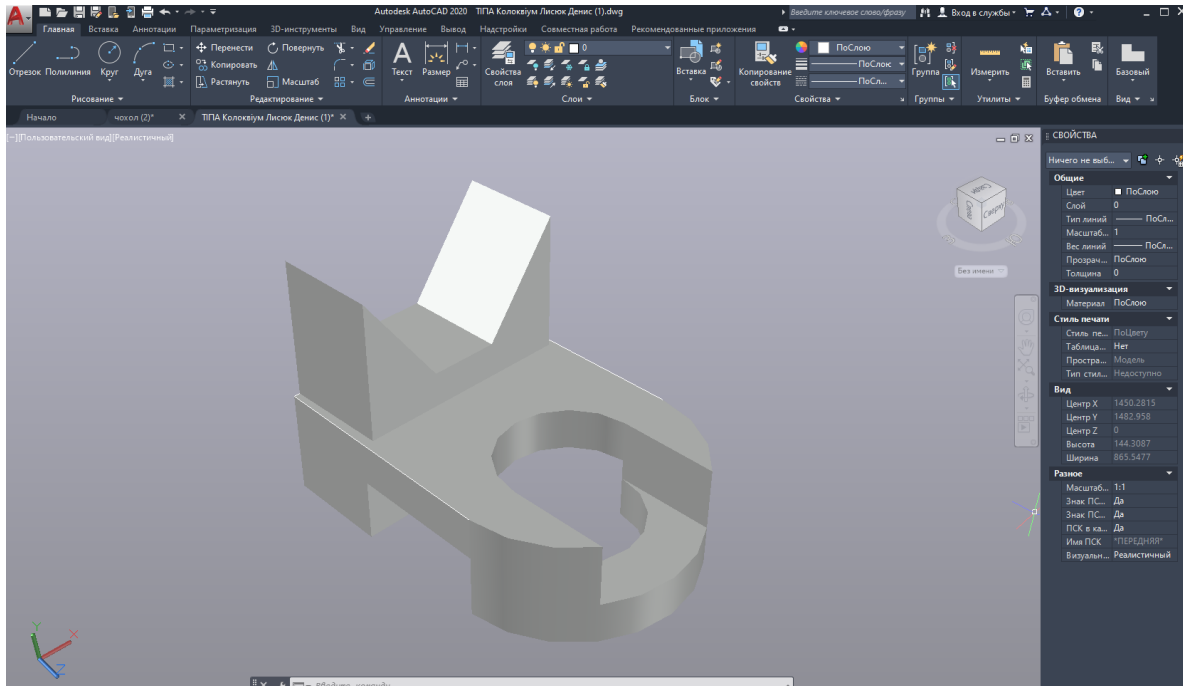 Autodesk AutoCAD 2020 ТІПА Колоквіум Лисюк Денис (1).dwg
Введите ключевое слово/фразу
Вход в службы
Главная Вставка Аннотации Параметризация 3D-инструменты Вид Управление Вывод Надстройки Совместная работа Рекомендованные приложения
Отрезок Полилиния Круг Дуга
Перенести Повернуть
Копировать
Растянуть Масштаб
Текст Размер
Свойства слоя
0
Вставка
Копирование свойств
ПоСлою
ПоСлою
ПоСл...
Группа
Измерить
Вставить
Базовый
Рисование Редактирование Аннотации Слои Блок Свойства Группы Утилиты Буфер обмена Вид
Начало чохол (2)* ТІПА Колоквіум Лисюк Денис (1)*
[–][Пользовательский вид][Реалистичный]
Сверху
Без имени
Y
X
Z
Введите команду
СВОЙСТВА
Ничего не выб...
Общие
Цвет ПоСлою
Слой 0
Тип линий ПоСл...
Масштаб... 1
Вес линий ПоСл...
Прозрач... ПоСлою
Толщина 0
3D-визуализация
Материал ПоСлою
Стиль печати
Стиль пе... ПоЦвету
Таблица... Нет
Простра... Модель
Тип стил... Недоступно
Вид
Центр X 1450.2815
Центр Y 1482.958
Центр Z 0
Высота 144.3087
Ширина 865.5477
Разное
Масштаб... 1:1
Знак ПС... Да
Знак ПС... Да
ПСК в ка... Да
Имя ПСК *ПЕРЕДНЯЯ*
Визуальн... Реалистичный